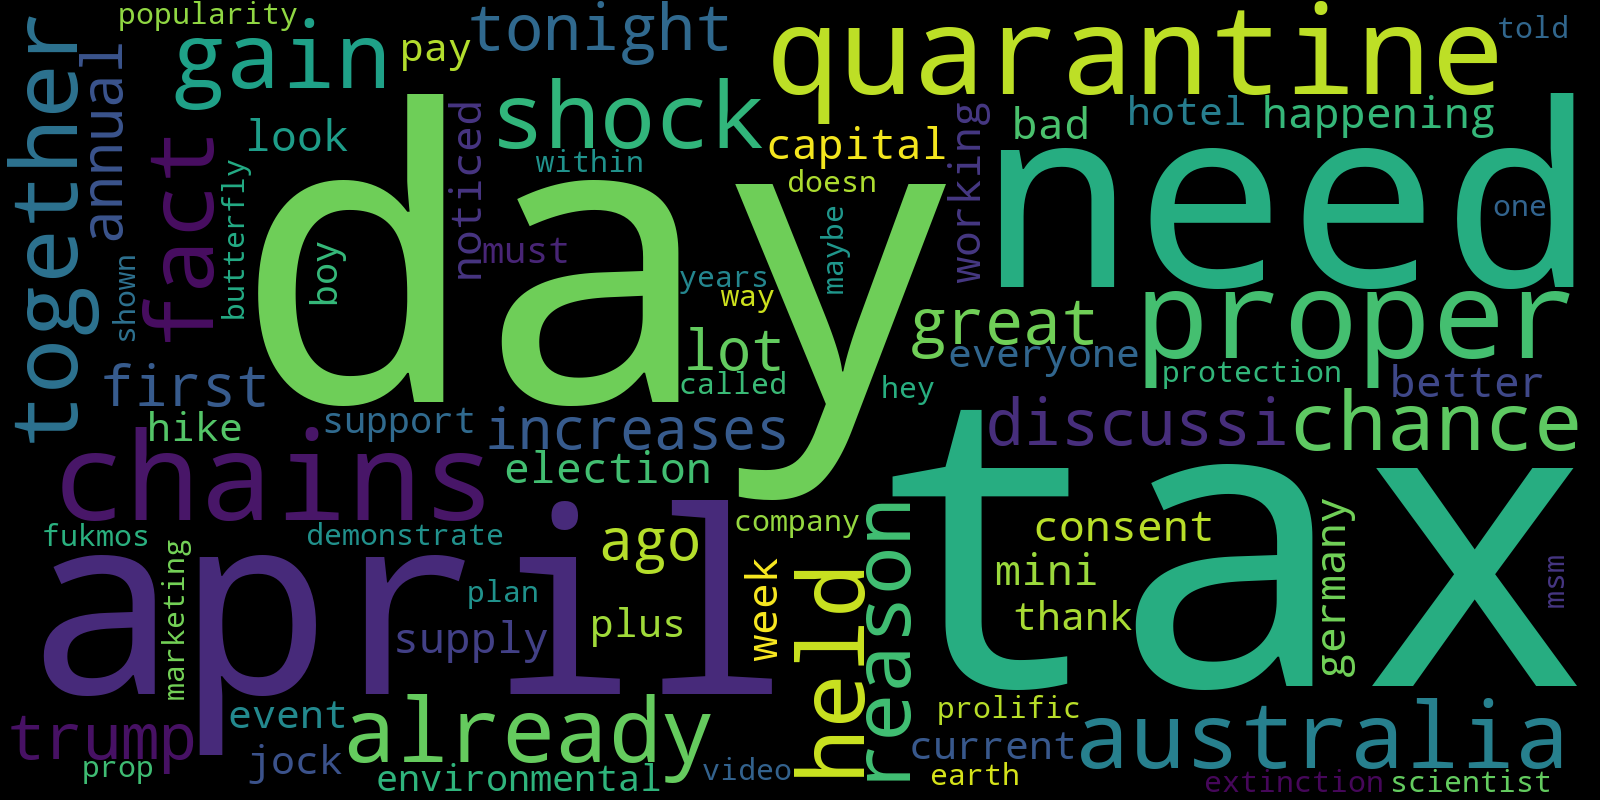 popularity
tonight
quarantine
told
gain
pay
together
annual
shock
capital
working
bad
hotel
happening
look
noticed
within
doesn
day
need
one
fact
butterfly
boy
must
maybe
years
way
shown
great
proper
lot
everyone
protection
called
hey
better
first
hike
support
increases
discussi
chance
chains
election
tax
fukmos
demonstrate
ago
company
consent
germany
april
marketing
plan
supply
plus
week
held
reason
mini
thank
msm
trump
event
already
prolific
current
australia
jock
prop
environmental
video
earth
extinction
scientist